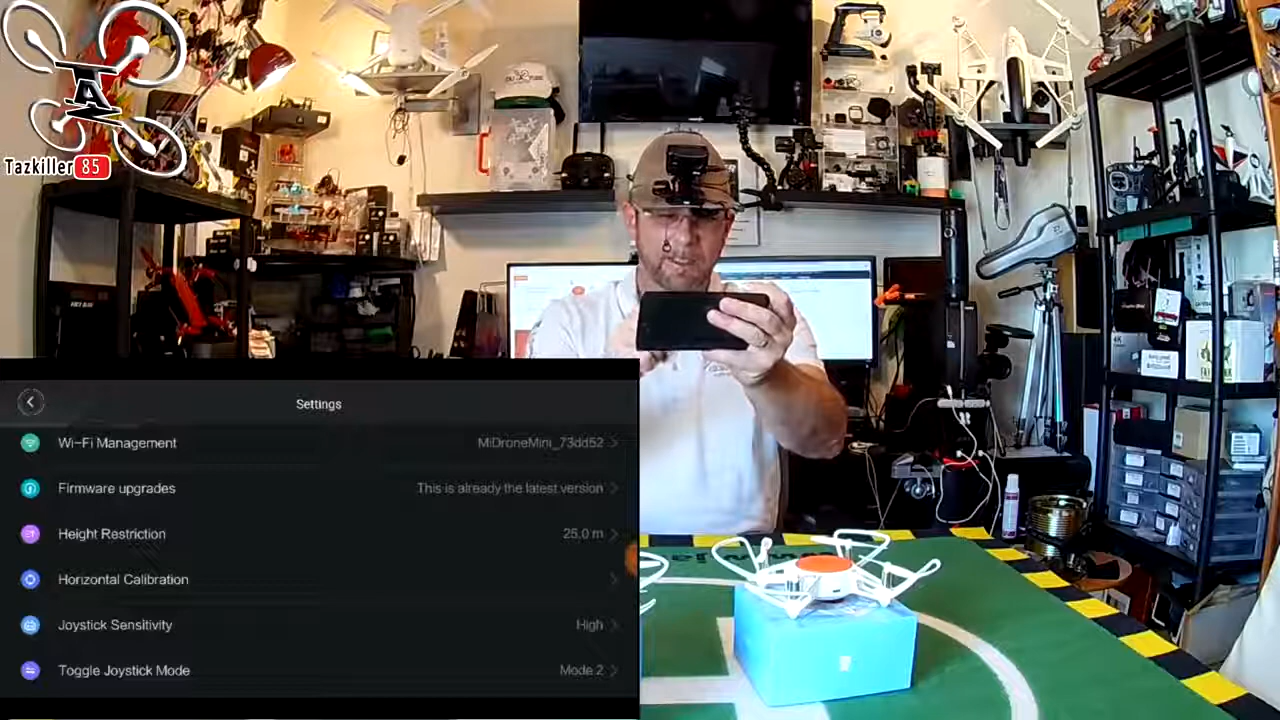 TAZ
Tazkiller 85
Settings
Wi-Fi Management MiDroneMini_73dd52
Firmware upgrades This is already the latest version
Height Restriction 25.0 m
Horizontal Calibration
Joystick Sensitivity High
Toggle Joystick Mode Mode 2